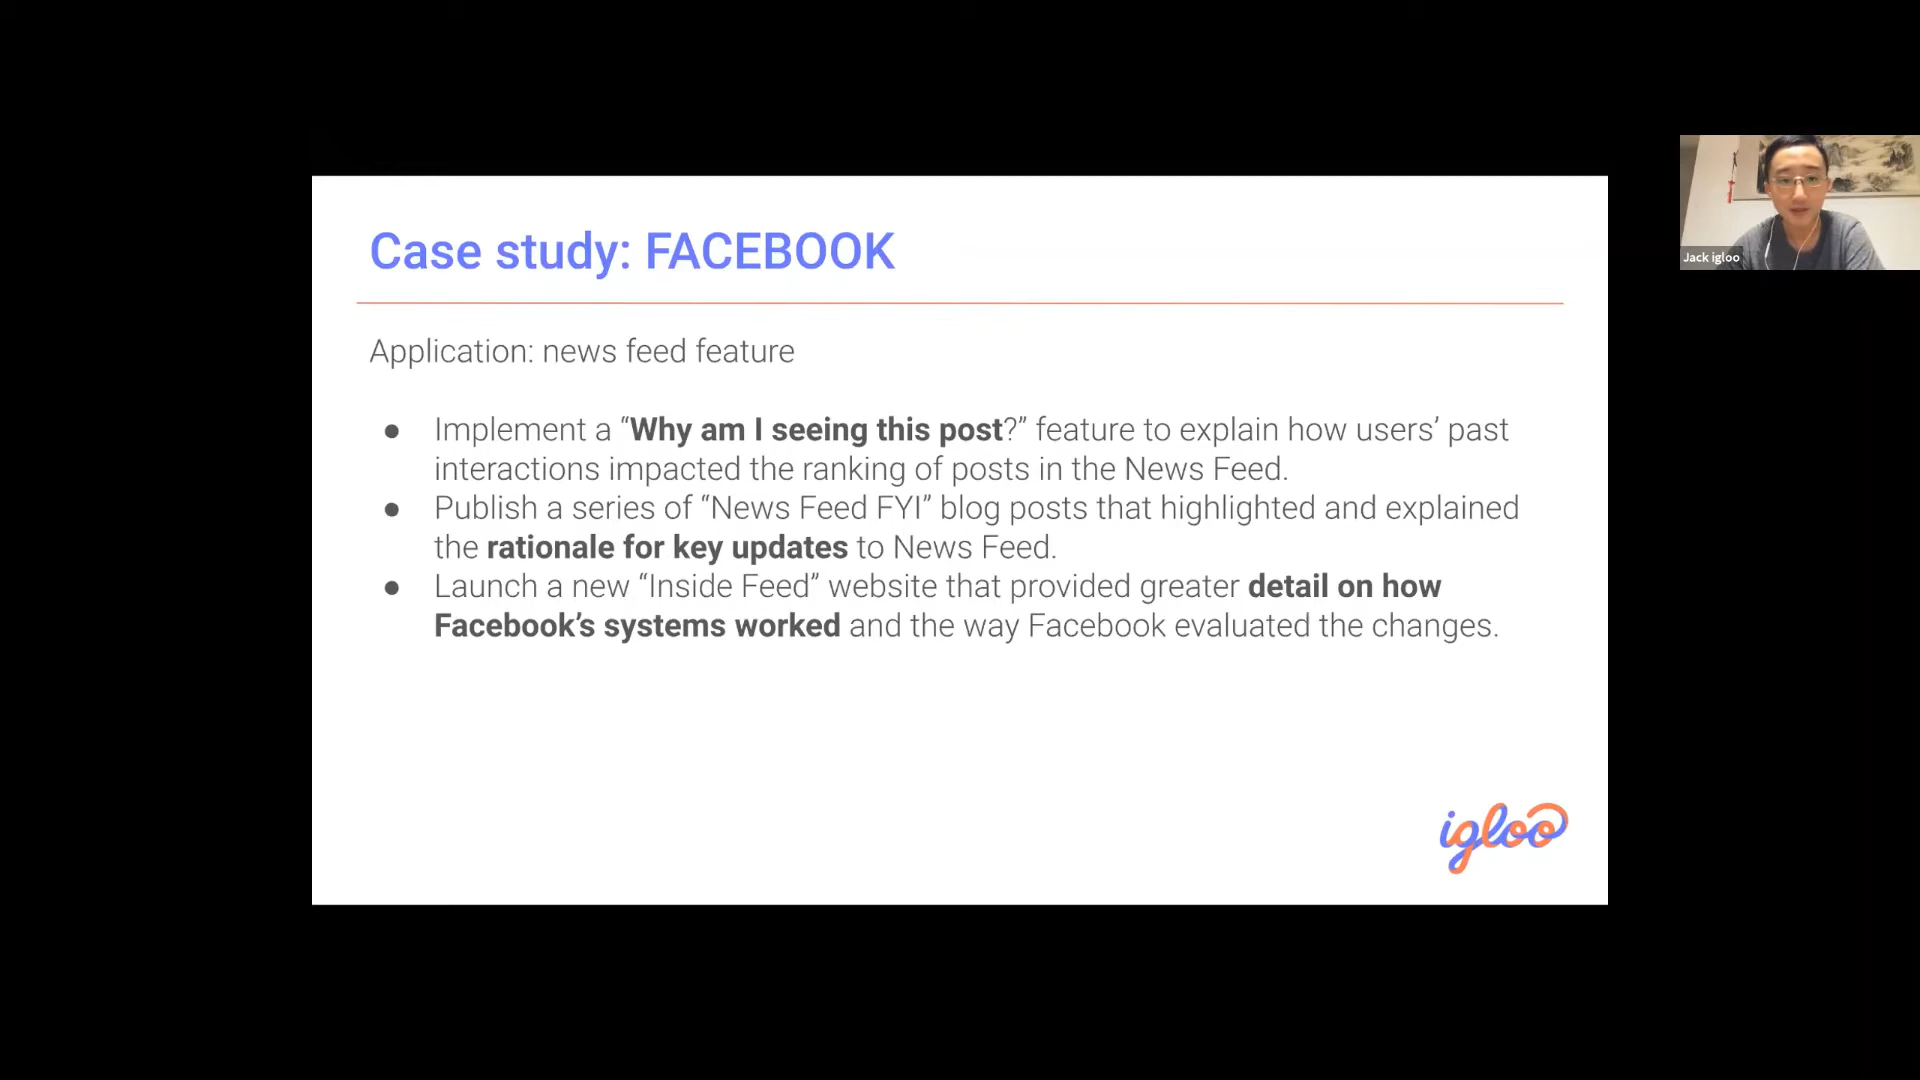 Case study: FACEBOOK
Application: news feed feature
● Implement a “Why am I seeing this post?” feature to explain how users’ past
interactions impacted the ranking of posts in the News Feed.
● Publish a series of “News Feed FYI” blog posts that highlighted and explained
the rationale for key updates to News Feed.
● Launch a new “Inside Feed” website that provided greater detail on how
Facebook’s systems worked and the way Facebook evaluated the changes.
igloo
Jack igloo